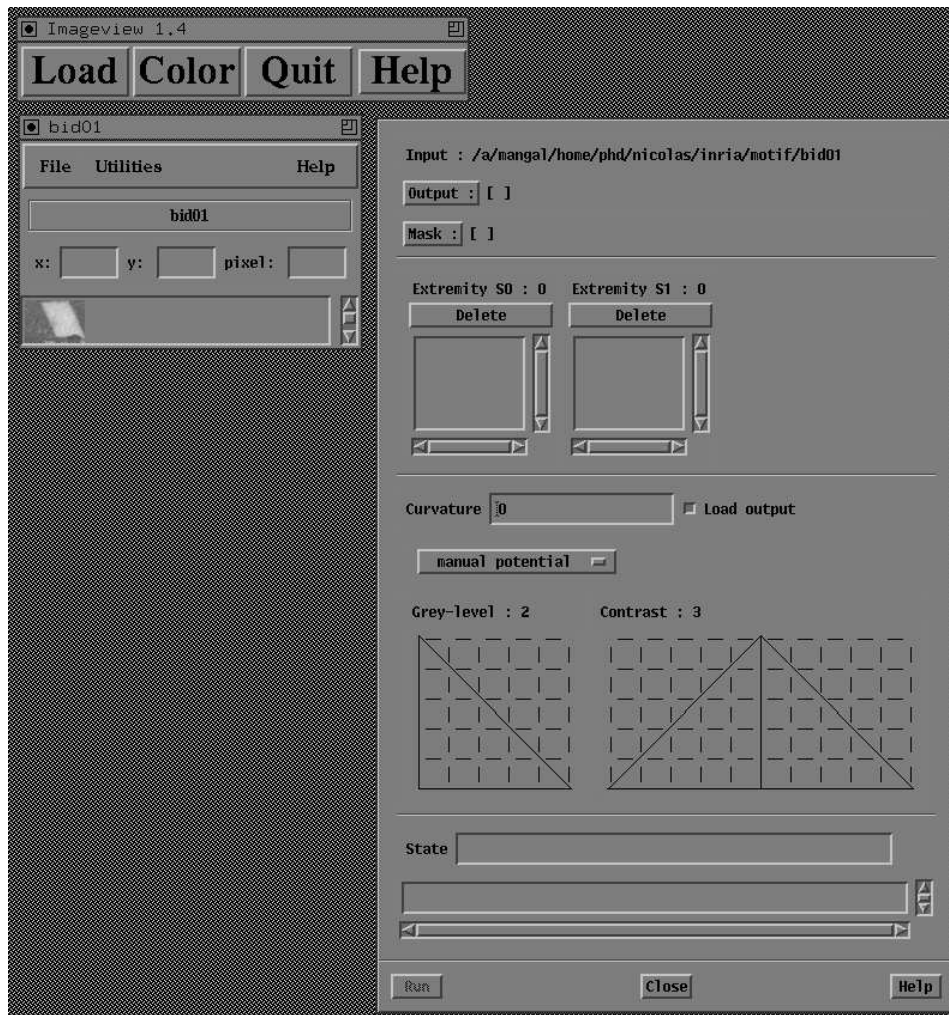 Imageview 1.4
Load Color Quit Help
bid01
File Utilities Help
bid01
x: y: pixel:
Input : /a/mangal/home/phd/nicolas/inria/motif/bid01
Output : [ ]
Mask : [ ]
Extremity S0 : 0 Extremity S1 : 0
Delete Delete
Curvature 0 Load output
manual potential
Grey-level : 2 Contrast : 3
State
Run Close Help